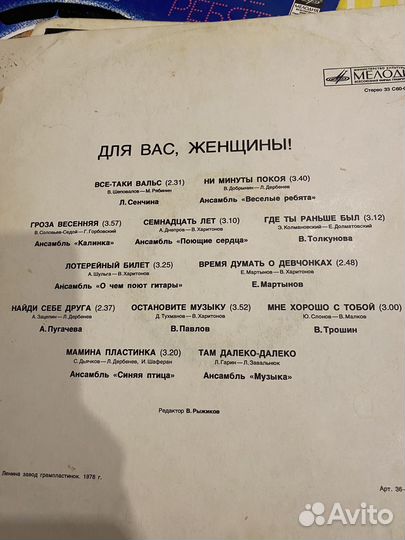 РЕБЯТ
МЕЛОДИЯ
МИНИСТЕРСТВО КУЛЬТУРЫ
МЕЛОДИ
Стерео 33 С60-
ДЛЯ ВАС, ЖЕНЩИНЫ!
ВСЕ-ТАКИ ВАЛЬС (2.31)
В. Шеповалов — М. Рябинин
Л. Сенчина
НИ МИНУТЫ ПОКОЯ (3.40)
В. Добрынин — Л. Дербенев
Ансамбль «Веселые ребята»
ГРОЗА ВЕСЕННЯЯ (3.57)
В. Соловьев-Седой — Г. Горбовский
Ансамбль «Калинка»
СЕМНАДЦАТЬ ЛЕТ (3.10)
А. Днепров — В. Харитонов
Ансамбль «Поющие сердца»
ГДЕ ТЫ РАНЬШЕ БЫЛ (3.12)
Э. Колмановский — Е. Долматовский
В. Толкунова
ЛОТЕРЕЙНЫЙ БИЛЕТ (3.25)
А. Шульга — В. Харитонов
Ансамбль «О чем поют гитары»
ВРЕМЯ ДУМАТЬ О ДЕВЧОНКАХ (2.48)
Е. Мартынов — В. Харитонов
Е. Мартынов
НАЙДИ СЕБЕ ДРУГА (2.37)
А. Зацепин — Л. Дербенев
А. Пугачева
ОСТАНОВИТЕ МУЗЫКУ (3.52)
Д. Тухманов — В. Харитонов
В. Павлов
МНЕ ХОРОШО С ТОБОЙ (3.00)
Ю. Слонов — В. Малков
В. Трошин
МАМИНА ПЛАСТИНКА (3.20)
С. Дьячков — Л. Дербенев, И. Шаферан
Ансамбль «Синяя птица»
ТАМ ДАЛЕКО-ДАЛЕКО
Л. Гарин — Л. Завальнюк
Ансамбль «Музыка»
Редактор В. Рыжиков
Ленина завод грампластинок. 1978 г.
Арт. 36-
Avito